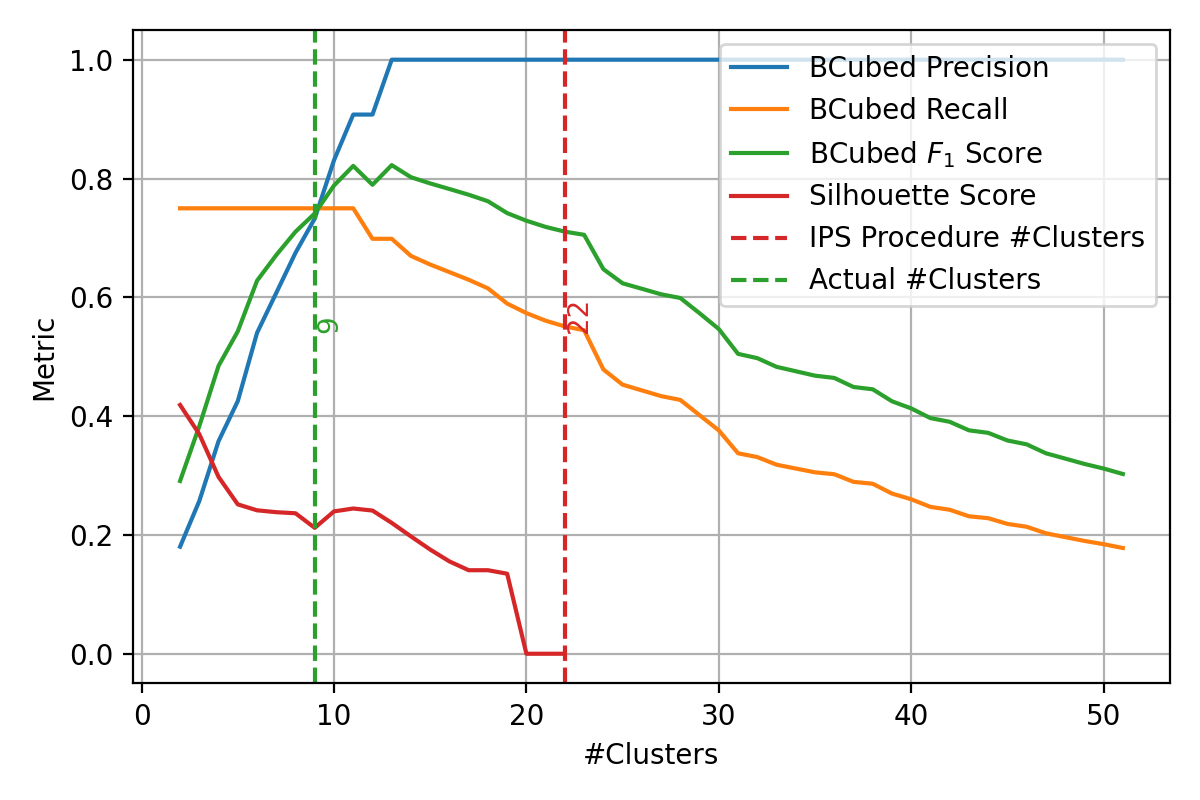 1.0
0.8
0.6
0.4
0.2
0.0
Metric
0
10
20
30
40
50
#Clusters
9
22
BCubed Precision
BCubed Recall
BCubed F₁ Score
Silhouette Score
IPS Procedure #Clusters
Actual #Clusters